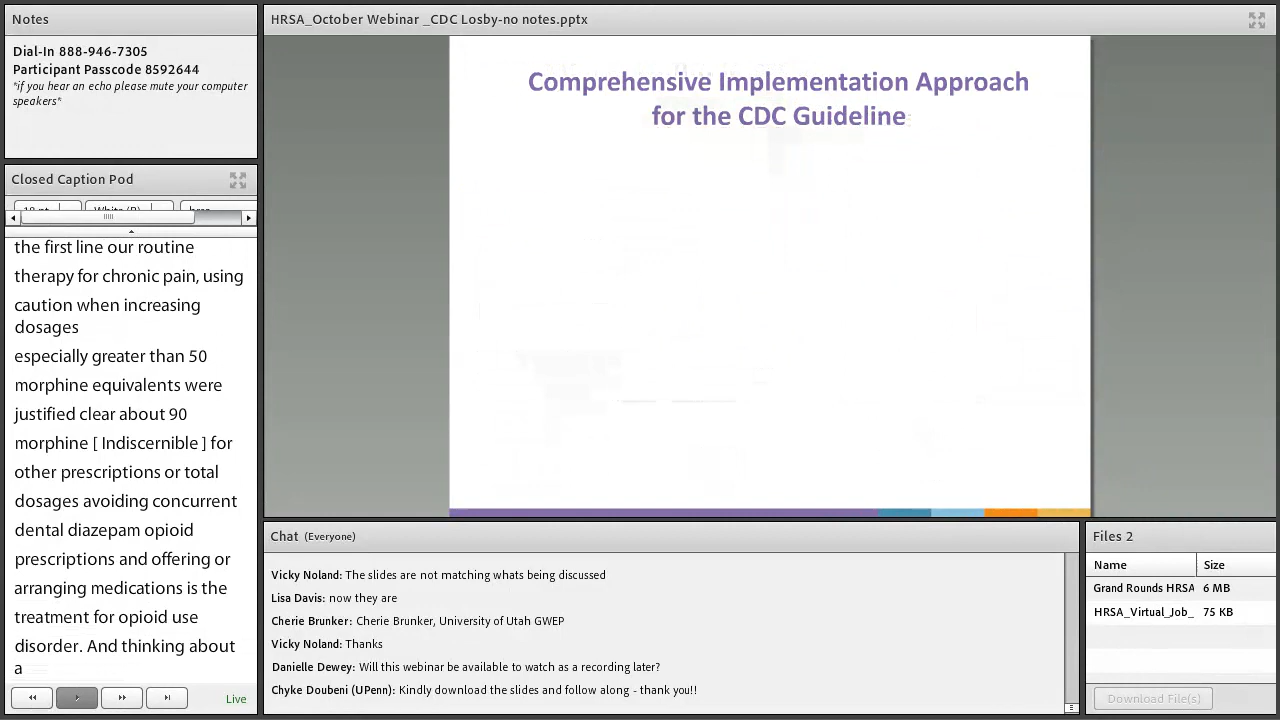 Notes
Dial-In 888-946-7305
Participant Passcode 8592644
*if you hear an echo please mute your computer
speakers*
Closed Caption Pod
the first line our routine
therapy for chronic pain, using
caution when increasing
dosages
especially greater than 50
morphine equivalents were
justified clear about 90
morphine [ Indiscernible ] for
other prescriptions or total
dosages avoiding concurrent
dental diazepam opioid
prescriptions and offering or
arranging medications is the
treatment for opioid use
disorder. And thinking about
a
Live
HRSA_October Webinar _CDC Losby-no notes.pptx
Comprehensive Implementation Approach
for the CDC Guideline
Chat (Everyone)
Vicky Noland: The slides are not matching whats being discussed
Lisa Davis: now they are
Cherie Brunker: Cherie Brunker, University of Utah GWEP
Vicky Noland: Thanks
Danielle Dewey: Will this webinar be available to watch as a recording later?
Chyke Doubeni (UPenn): Kindly download the slides and follow along - thank you!!
Files 2
Name Size
Grand Rounds HRSA 6 MB
HRSA_Virtual_Job_ 75 KB
Download File(s)